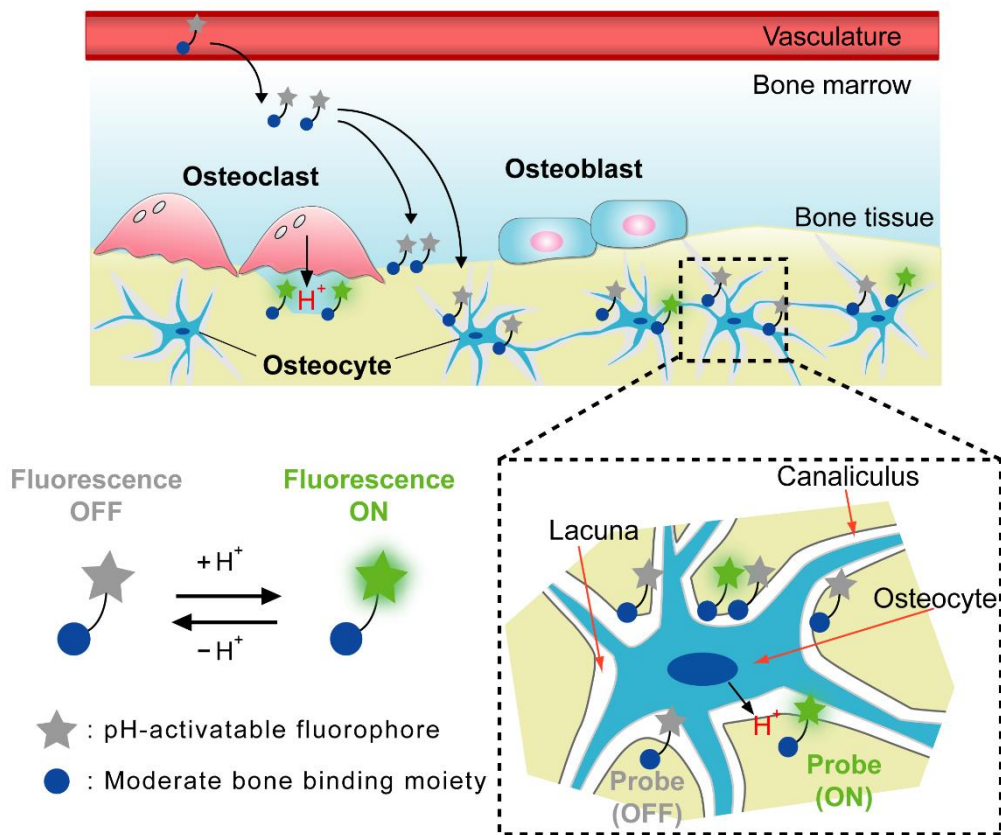 Vasculature
Bone marrow
Osteoclast
Osteoblast
Bone tissue
H+
Osteocyte
Fluorescence
OFF
Fluorescence
ON
+ H+
– H+
: pH-activatable fluorophore
: Moderate bone binding moiety
Canaliculus
Lacuna
Osteocyte
H+
Probe
(OFF)
Probe
(ON)